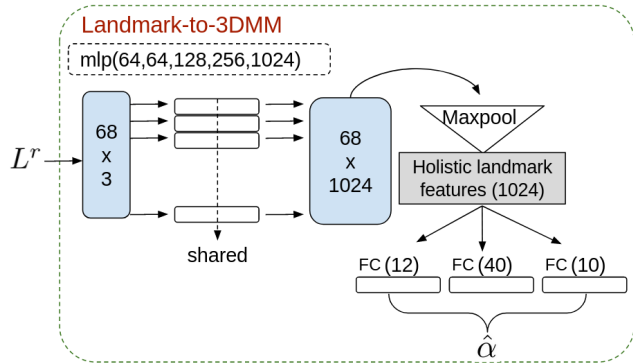 Landmark-to-3DMM
mlp(64,64,128,256,1024)
L^r
68
x
3
shared
68
x
1024
Maxpool
Holistic landmark
features (1024)
FC (12)
FC (40)
FC (10)
α̂